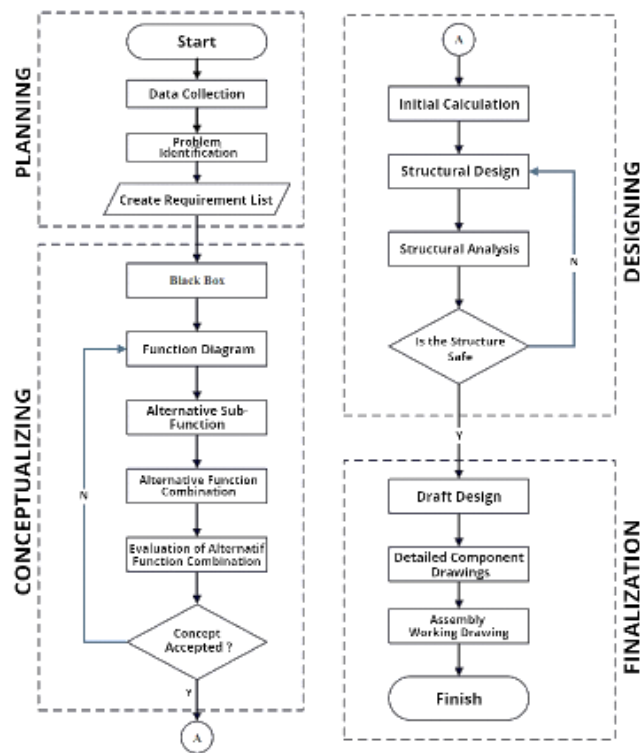 PLANNING
Start
Data Collection
Problem
Identification
Create Requirement List
CONCEPTUALIZING
Black Box
Function Diagram
Alternative Sub-
Function
Alternative Function
Combination
Evaluation of Alternatif
Function Combination
Concept
Accepted ?
N
Y
A
DESIGNING
A
Initial Calculation
Structural Design
Structural Analysis
Is the Structure
Safe
N
Y
FINALIZATION
Draft Design
Detailed Component
Drawings
Assembly
Working Drawing
Finish